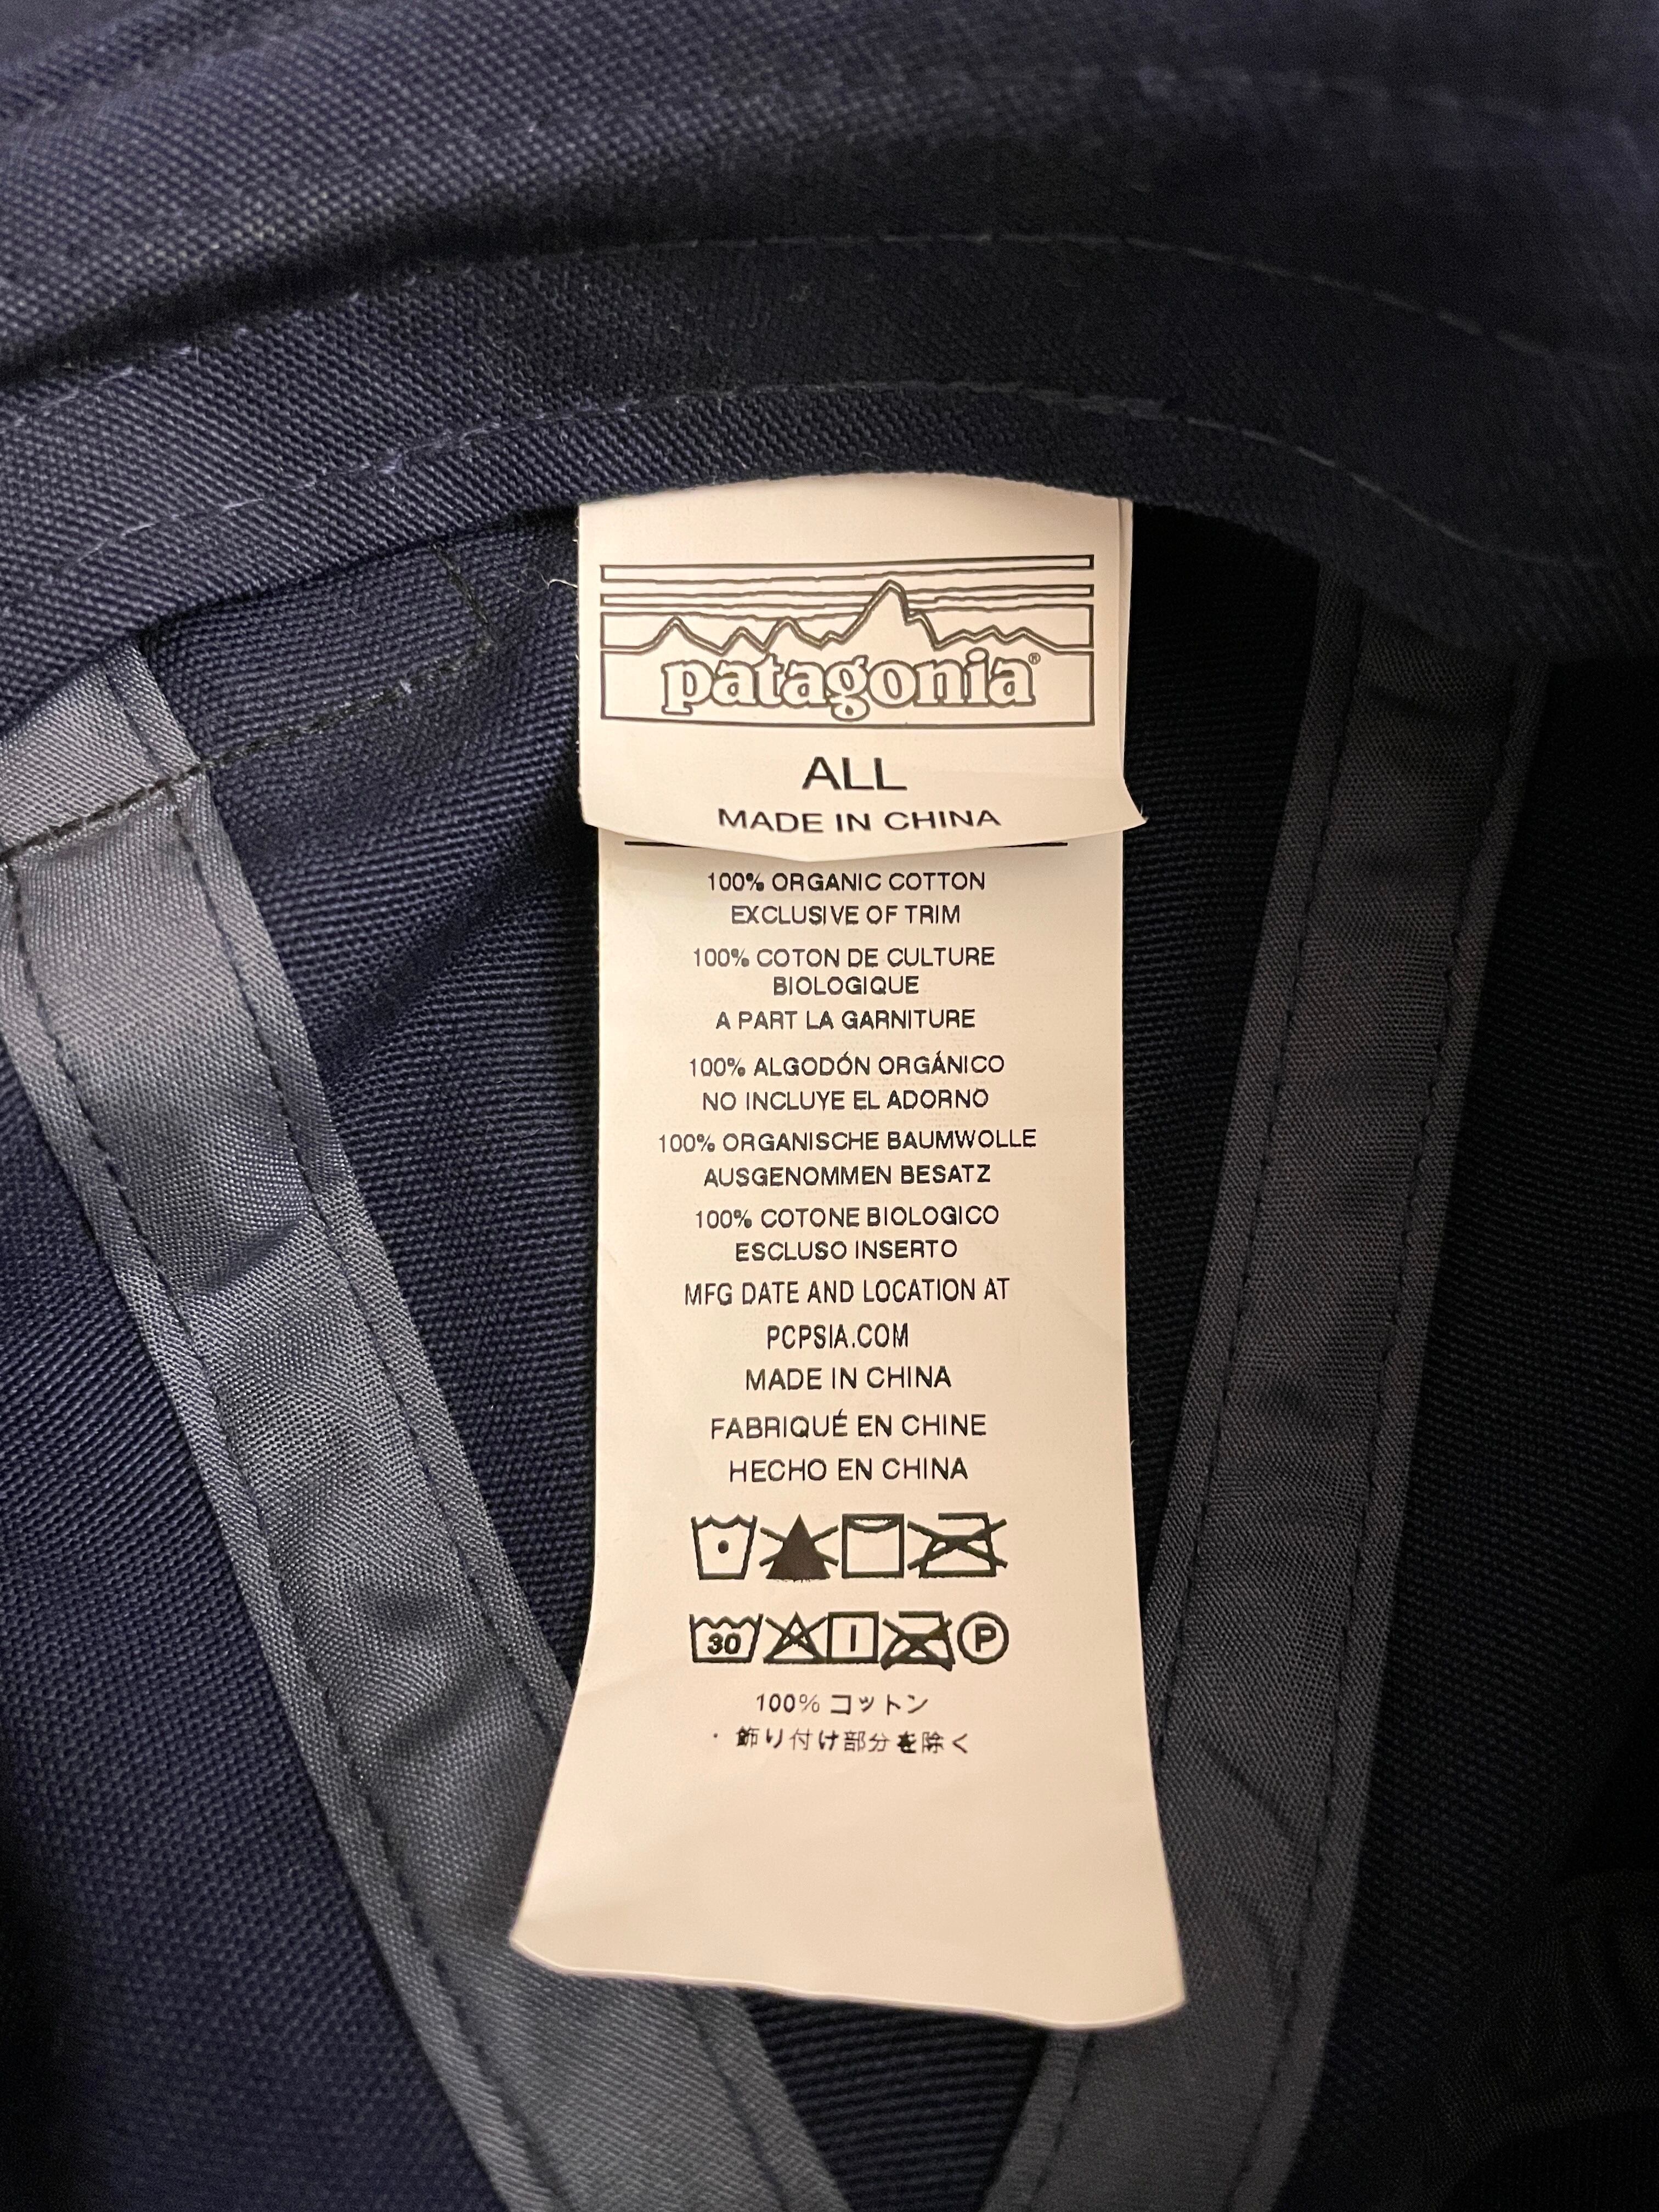 patagonia®
ALL
MADE IN CHINA
100% ORGANIC COTTON
EXCLUSIVE OF TRIM
100% COTON DE CULTURE
BIOLOGIQUE
A PART LA GARNITURE
100% ALGODÓN ORGÁNICO
NO INCLUYE EL ADORNO
100% ORGANISCHE BAUMWOLLE
AUSGENOMMEN BESATZ
100% COTONE BIOLOGICO
ESCLUSO INSERTO
MFG DATE AND LOCATION AT
PCPSIA.COM
MADE IN CHINA
FABRIQUÉ EN CHINE
HECHO EN CHINA
30 P
100% コットン
・飾り付け部分を除く